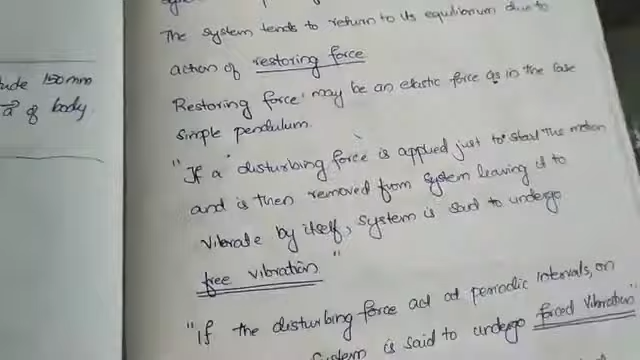 The system tends to return to its equilibrium due to
action of restoring force
Restoring force may be an elastic force as in the case
simple pendulum.
"If a disturbing force is applied just to start the motion
and is then removed from system leaving it to
vibrate by itself, system is said to undergo
free vibration"
"If the disturbing force act at periodic intervals, on
System is said to undergo forced vibration"
150 mm
a of body